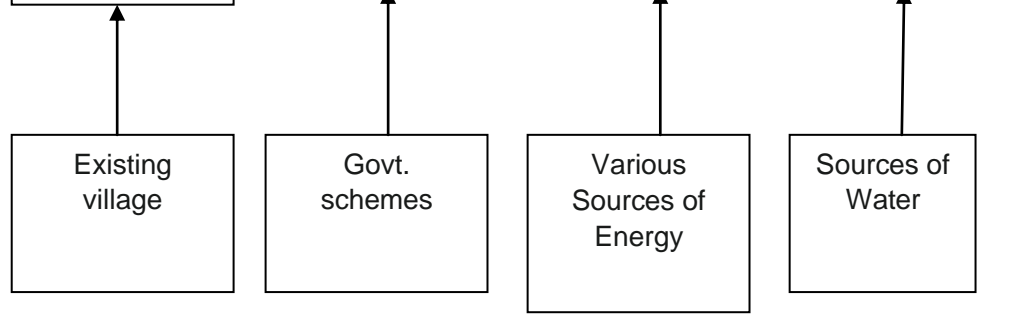 Existing
village
Govt.
schemes
Various
Sources of
Energy
Sources of
Water